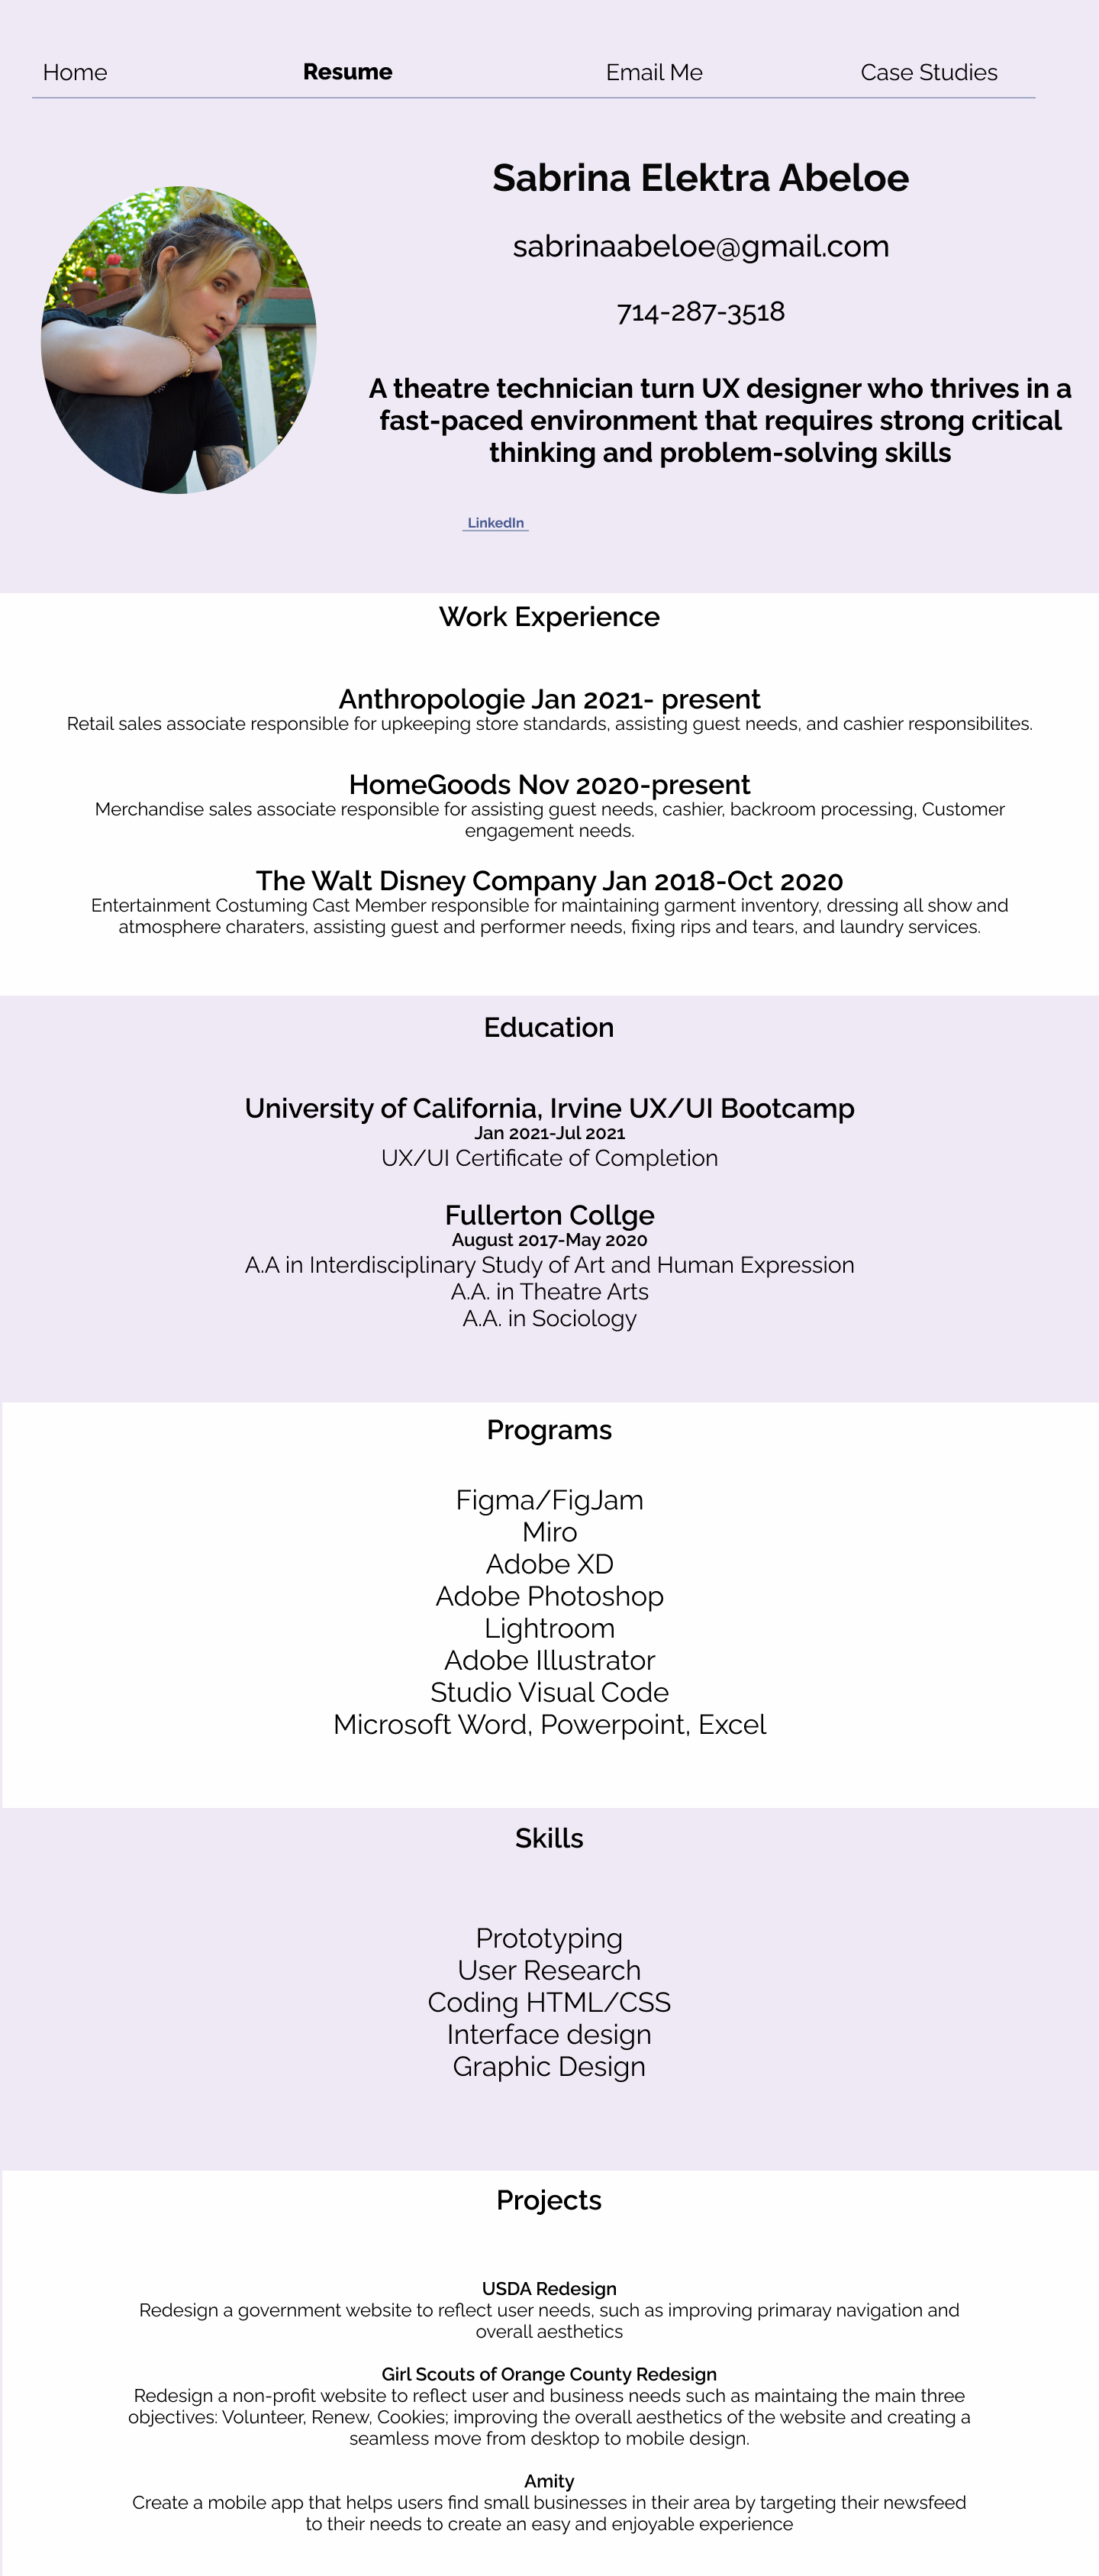 Home Resume Email Me Case Studies
Sabrina Elektra Abeloe
sabrinaabeloe@gmail.com
714-287-3518
A theatre technician turn UX designer who thrives in a
fast-paced environment that requires strong critical
thinking and problem-solving skills
LinkedIn
Work Experience
Anthropologie Jan 2021- present
Retail sales associate responsible for upkeeping store standards, assisting guest needs, and cashier responsibilites.
HomeGoods Nov 2020-present
Merchandise sales associate responsible for assisting guest needs, cashier, backroom processing, Customer
engagement needs.
The Walt Disney Company Jan 2018-Oct 2020
Entertainment Costuming Cast Member responsible for maintaining garment inventory, dressing all show and
atmosphere charaters, assisting guest and performer needs, fixing rips and tears, and laundry services.
Education
University of California, Irvine UX/UI Bootcamp
Jan 2021-Jul 2021
UX/UI Certificate of Completion
Fullerton Collge
August 2017-May 2020
A.A in Interdisciplinary Study of Art and Human Expression
A.A. in Theatre Arts
A.A. in Sociology
Programs
Figma/FigJam
Miro
Adobe XD
Adobe Photoshop
Lightroom
Adobe Illustrator
Studio Visual Code
Microsoft Word, Powerpoint, Excel
Skills
Prototyping
User Research
Coding HTML/CSS
Interface design
Graphic Design
Projects
USDA Redesign
Redesign a government website to reflect user needs, such as improving primaray navigation and
overall aesthetics
Girl Scouts of Orange County Redesign
Redesign a non-profit website to reflect user and business needs such as maintaing the main three
objectives: Volunteer, Renew, Cookies; improving the overall aesthetics of the website and creating a
seamless move from desktop to mobile design.
Amity
Create a mobile app that helps users find small businesses in their area by targeting their newsfeed
to their needs to create an easy and enjoyable experience